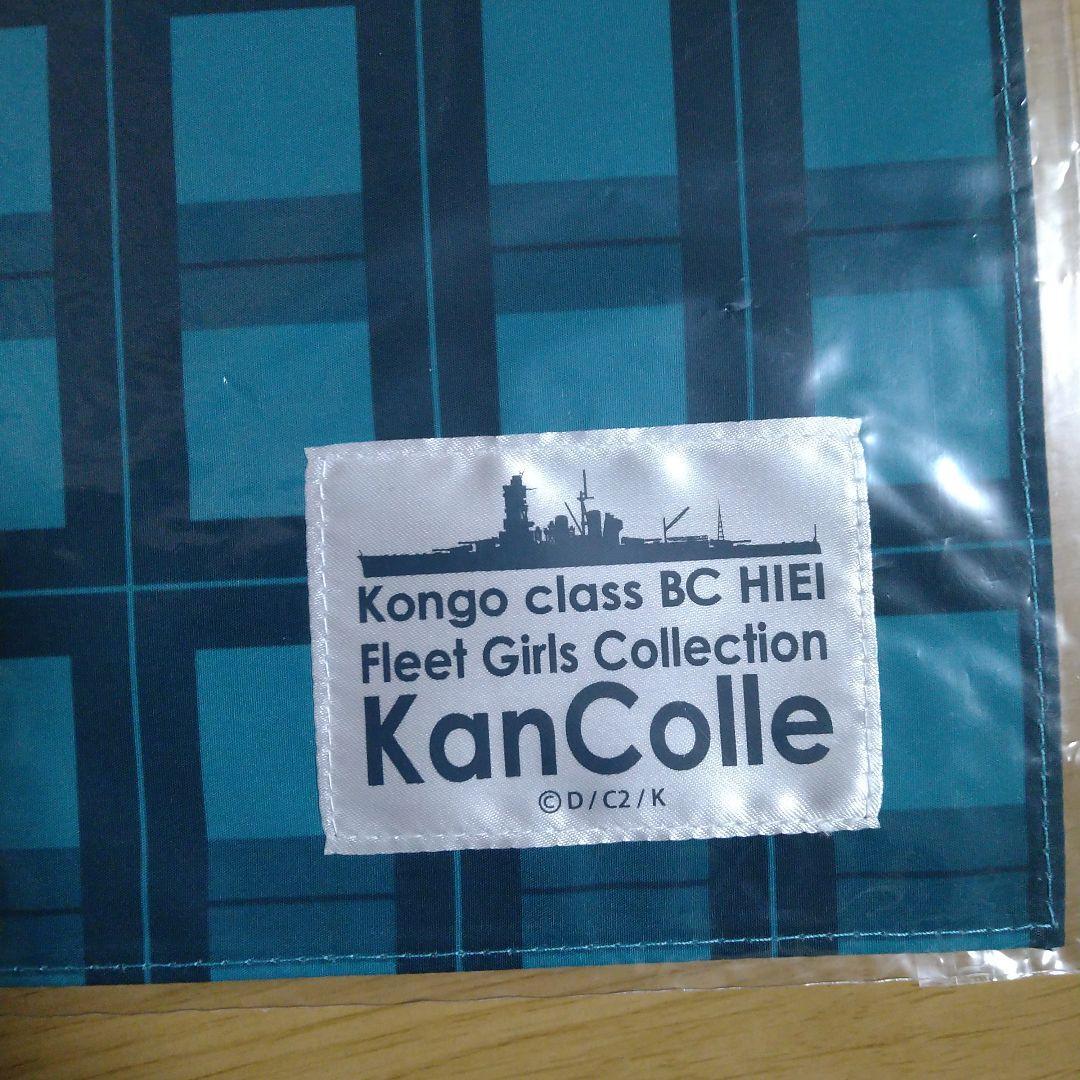 Kongo class BC HIEI
Fleet Girls Collection
KanColle
©D/C2/K